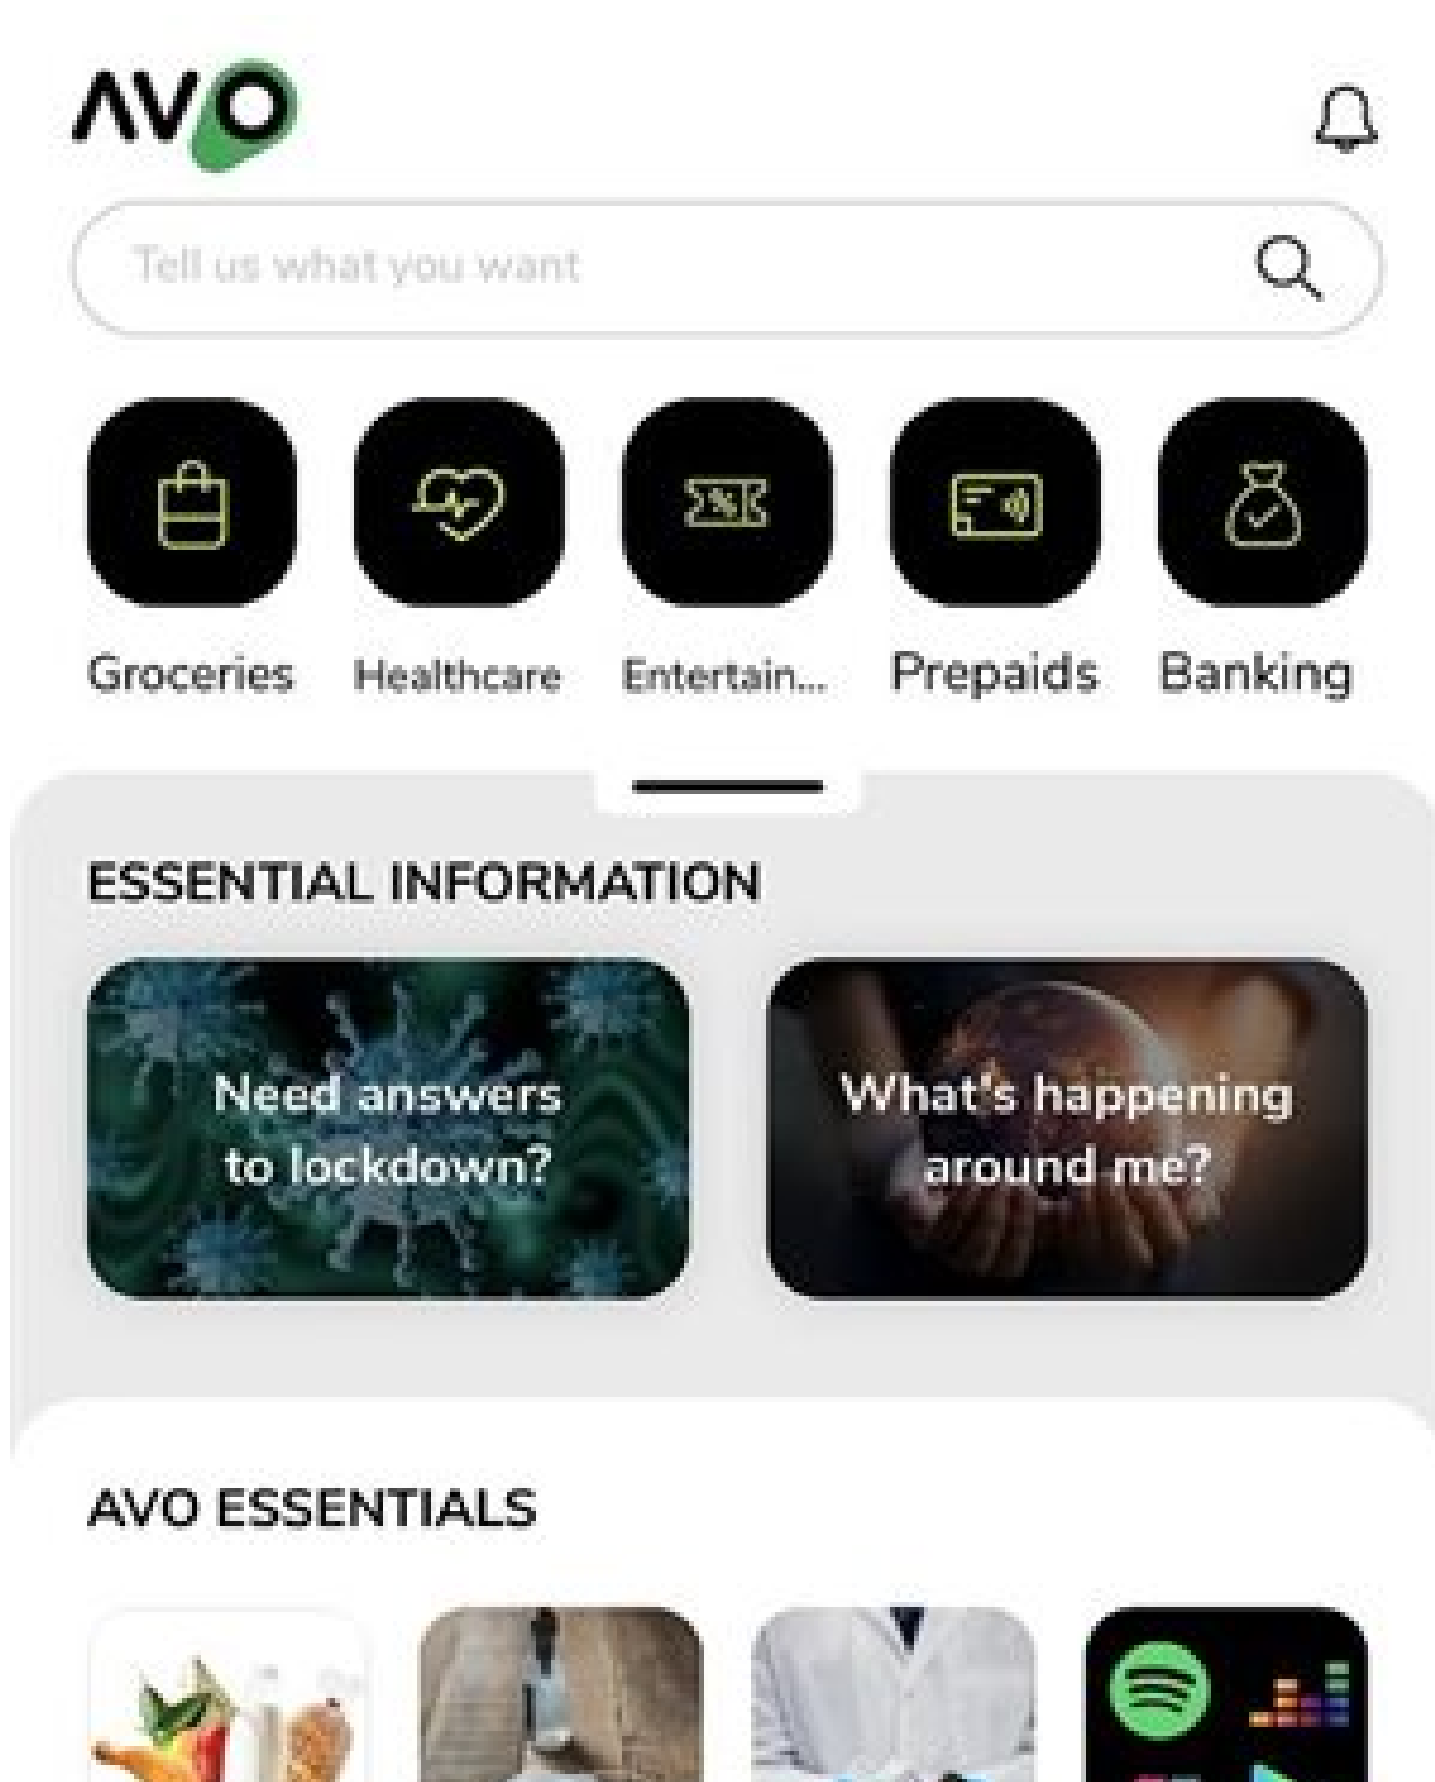 AVO
Tell us what you want
Groceries Healthcare Entertain... Prepaids Banking
ESSENTIAL INFORMATION
Need answers
to lockdown?
What's happening
around me?
AVO ESSENTIALS